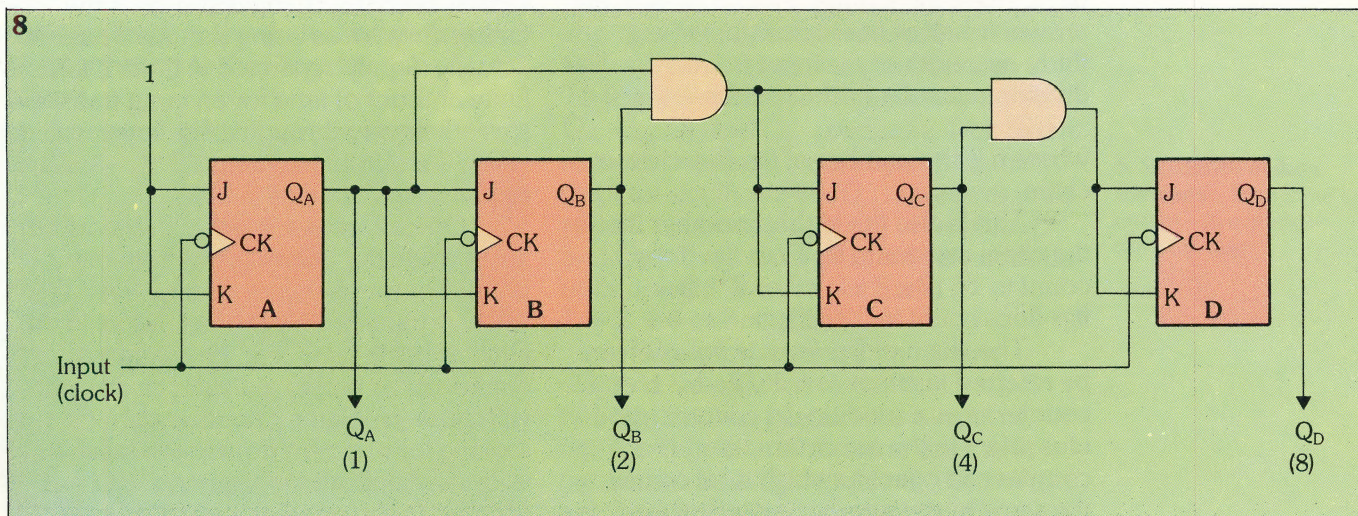 8
1
J Q_A J Q_B J Q_C J Q_D
CK CK CK CK
K K K K
A B C D
Input
(clock)
Q_A Q_B Q_C Q_D
(1) (2) (4) (8)